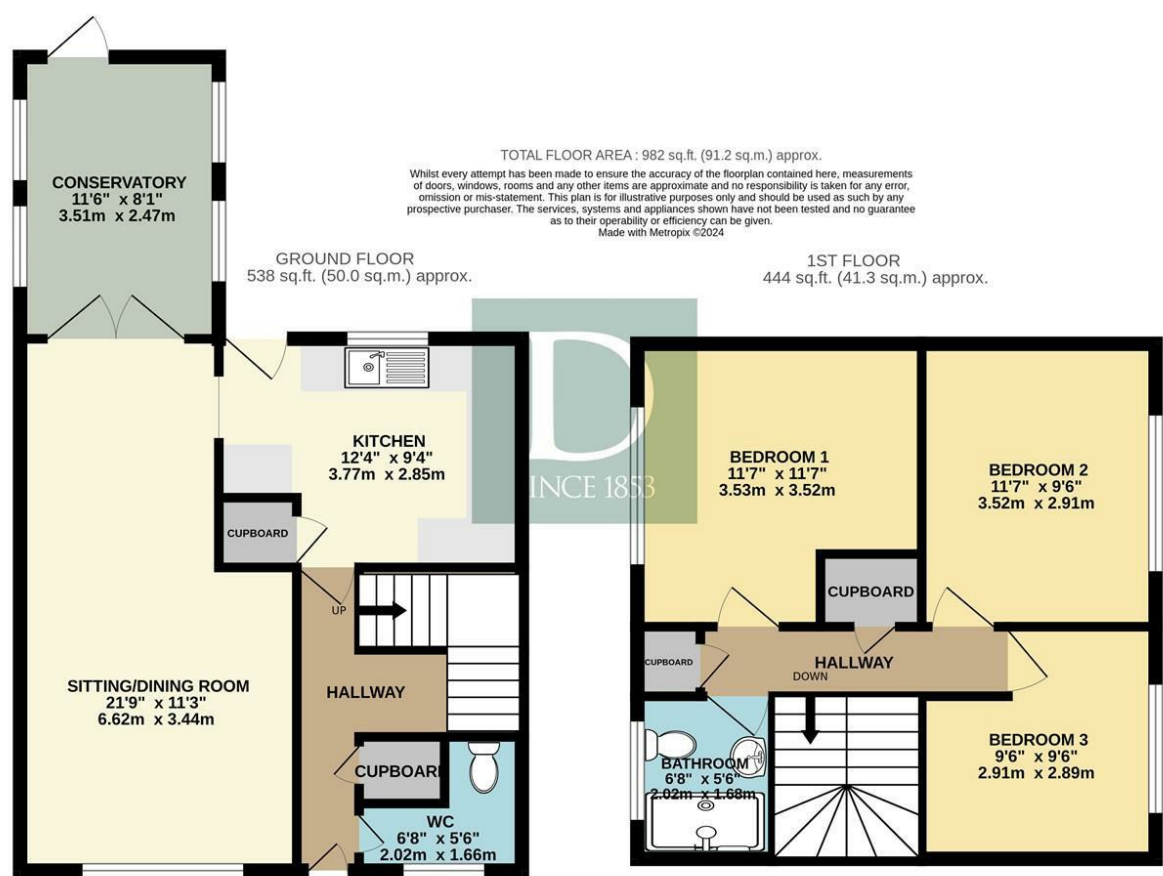 TOTAL FLOOR AREA : 982 sq.ft. (91.2 sq.m.) approx.
Whilst every attempt has been made to ensure the accuracy of the floorplan contained here, measurements
of doors, windows, rooms and any other items are approximate and no responsibility is taken for any error,
omission or mis-statement. This plan is for illustrative purposes only and should be used as such by any
prospective purchaser. The services, systems and appliances shown have not been tested and no guarantee
as to their operability or efficiency can be given.
Made with Metropix ©2024
GROUND FLOOR
538 sq.ft. (50.0 sq.m.) approx.
CONSERVATORY
11'6" x 8'1"
3.51m x 2.47m
KITCHEN
12'4" x 9'4"
3.77m x 2.85m
CUPBOARD
UP
SITTING/DINING ROOM
21'9" x 11'3"
6.62m x 3.44m
HALLWAY
CUPBOARD
WC
6'8" x 5'6"
2.02m x 1.66m
D
INCE 1853
1ST FLOOR
444 sq.ft. (41.3 sq.m.) approx.
BEDROOM 1
11'7" x 11'7"
3.53m x 3.52m
BEDROOM 2
11'7" x 9'6"
3.52m x 2.91m
CUPBOARD
CUPBOARD
HALLWAY
DOWN
BATHROOM
6'8" x 5'6"
2.02m x 1.68m
BEDROOM 3
9'6" x 9'6"
2.91m x 2.89m